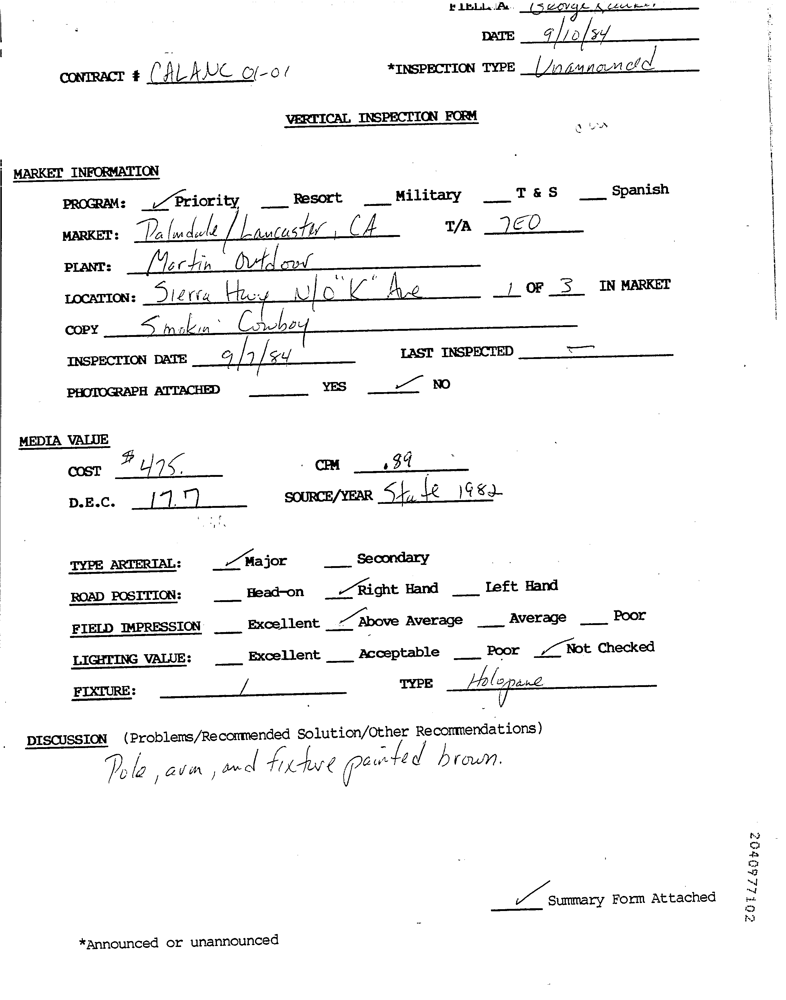 FIELD A. George
DATE 9/10/84
CONTRACT # CALANC 01-01 *INSPECTION TYPE Unannounced
VERTICAL INSPECTION FORM
MARKET INFORMATION
PROGRAM: ✓ Priority ___ Resort ___ Military ___ T & S ___ Spanish
MARKET: Palmdale/Lancaster, CA T/A 7E0
PLANT: Martin Outdoor
LOCATION: Sierra Hwy N/O "K" Ave 1 OF 3 IN MARKET
COPY Smokin' Cowboy
INSPECTION DATE 9/7/84 LAST INSPECTED —
PHOTOGRAPH ATTACHED ___ YES ✓ NO
MEDIA VALUE
COST $475. CPM .89
D.E.C. 17.7 SOURCE/YEAR State 1982
TYPE ARTERIAL: ✓ Major ___ Secondary
ROAD POSITION: ___ Head-on ✓ Right Hand ___ Left Hand
FIELD IMPRESSION ___ Excellent ✓ Above Average ___ Average ___ Poor
LIGHTING VALUE: ___ Excellent ___ Acceptable ___ Poor ✓ Not Checked
FIXTURE: 1 TYPE Holopane
DISCUSSION (Problems/Recommended Solution/Other Recommendations)
Pole, arm, and fixture painted brown.
2040977102
✓ Summary Form Attached
*Announced or unannounced